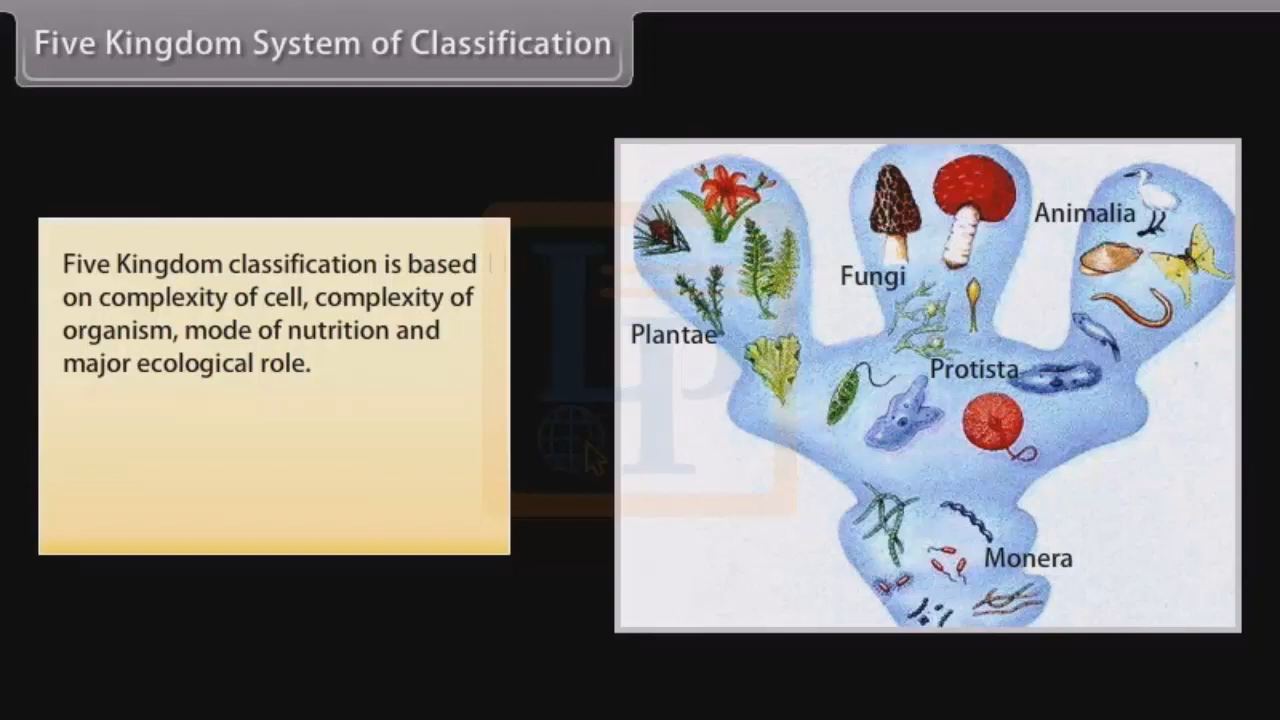 Five Kingdom System of Classification
Five Kingdom classification is based
on complexity of cell, complexity of
organism, mode of nutrition and
major ecological role.
Animalia
Fungi
Plantae
Protista
Monera